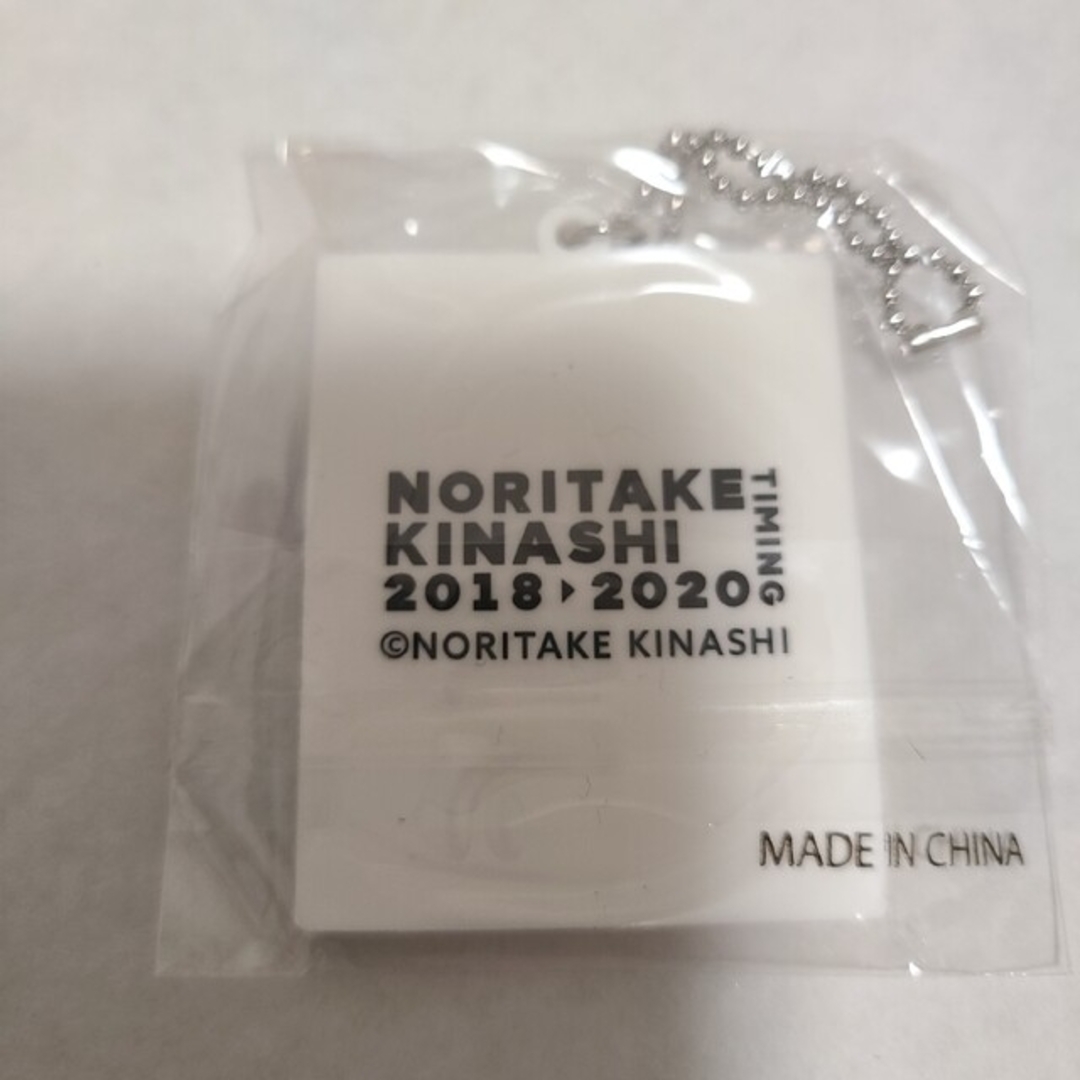 NORITAKE
KINASHI
2018▶2020
TIMING
©NORITAKE KINASHI
MADE IN CHINA